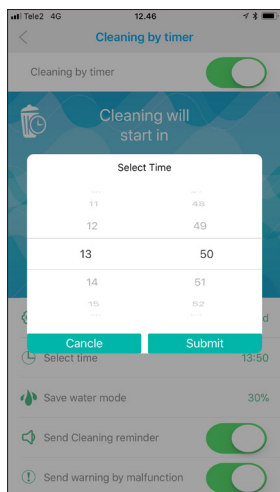 Tele2 4G 12.46
Cleaning by timer
Cleaning by timer
Cleaning will
start in
Select Time
11 48
12 49
13 50
14 51
15 52
Cancle Submit
d
Select time 13:50
Save water mode 30%
Send Cleaning reminder
Send warning by malfunction